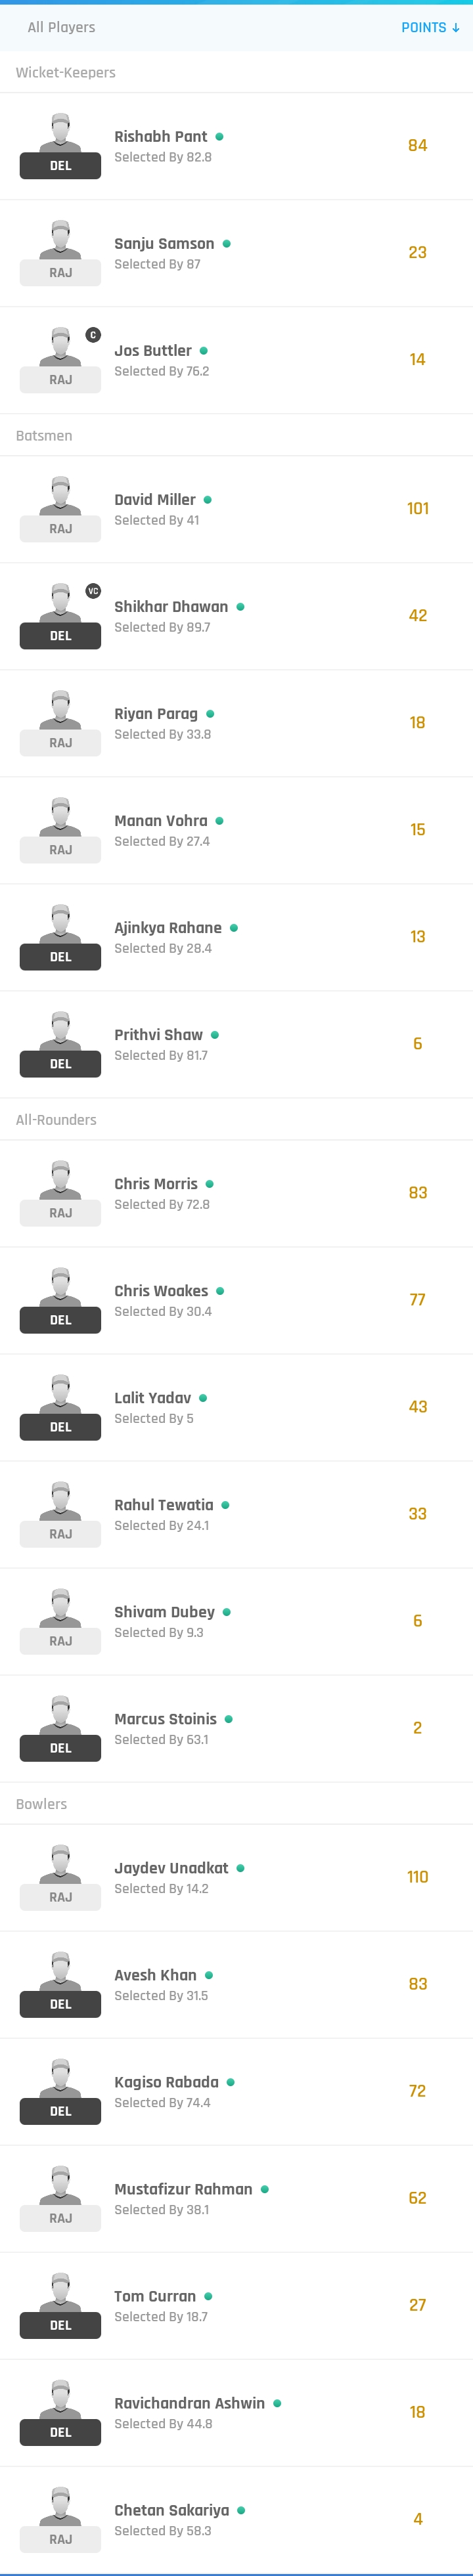 All Players POINTS ↓
Wicket-Keepers
Rishabh Pant
Selected By 82.8
DEL
84
Sanju Samson
Selected By 87
RAJ
23
C
Jos Buttler
Selected By 76.2
RAJ
14
Batsmen
David Miller
Selected By 41
RAJ
101
VC
Shikhar Dhawan
Selected By 89.7
DEL
42
Riyan Parag
Selected By 33.8
RAJ
18
Manan Vohra
Selected By 27.4
RAJ
15
Ajinkya Rahane
Selected By 28.4
DEL
13
Prithvi Shaw
Selected By 81.7
DEL
6
All-Rounders
Chris Morris
Selected By 72.8
RAJ
83
Chris Woakes
Selected By 30.4
DEL
77
Lalit Yadav
Selected By 5
DEL
43
Rahul Tewatia
Selected By 24.1
RAJ
33
Shivam Dubey
Selected By 9.3
RAJ
6
Marcus Stoinis
Selected By 63.1
DEL
2
Bowlers
Jaydev Unadkat
Selected By 14.2
RAJ
110
Avesh Khan
Selected By 31.5
DEL
83
Kagiso Rabada
Selected By 74.4
DEL
72
Mustafizur Rahman
Selected By 38.1
RAJ
62
Tom Curran
Selected By 18.7
DEL
27
Ravichandran Ashwin
Selected By 44.8
DEL
18
Chetan Sakariya
Selected By 58.3
RAJ
4